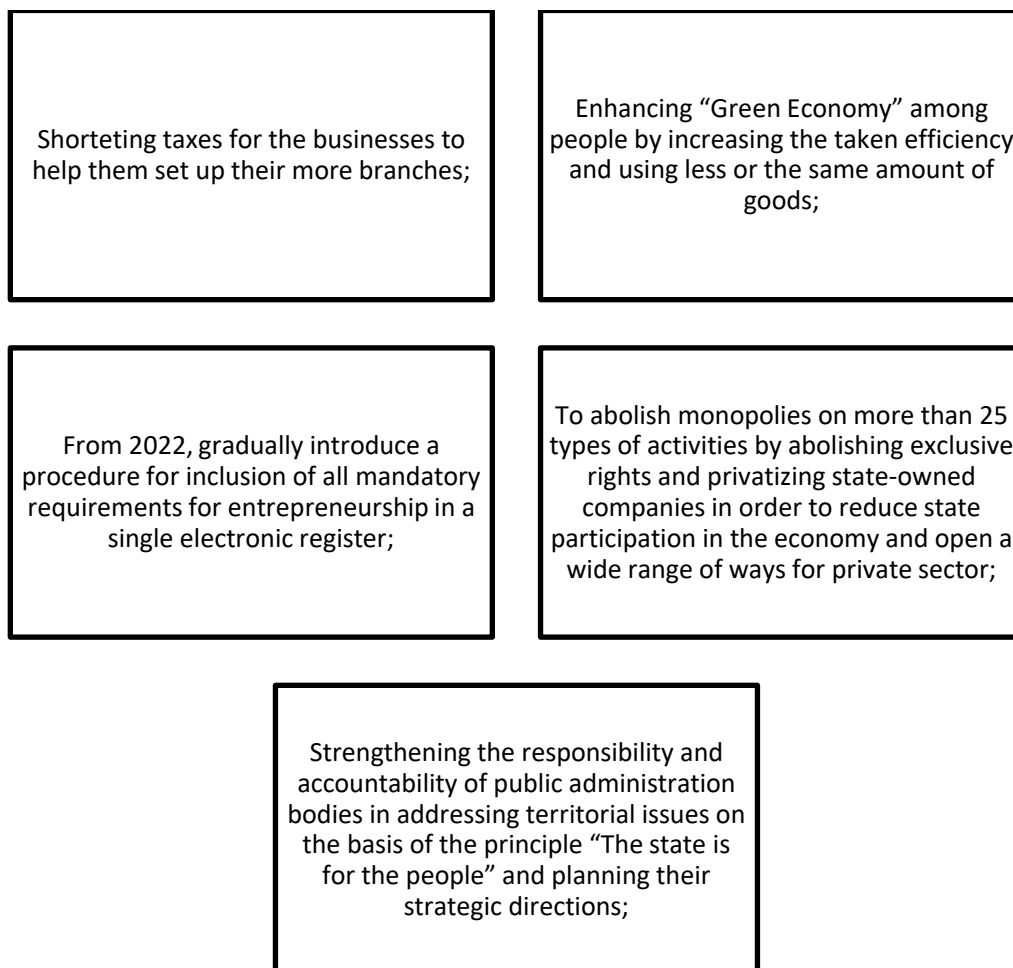 Shorteting taxes for the businesses to
help them set up their more branches;
Enhancing “Green Economy” among
people by increasing the taken efficiency
and using less or the same amount of
goods;
From 2022, gradually introduce a
procedure for inclusion of all mandatory
requirements for entrepreneurship in a
single electronic register;
To abolish monopolies on more than 25
types of activities by abolishing exclusive
rights and privatizing state-owned
companies in order to reduce state
participation in the economy and open a
wide range of ways for private sector;
Strengthening the responsibility and
accountability of public administration
bodies in addressing territorial issues on
the basis of the principle “The state is
for the people” and planning their
strategic directions;